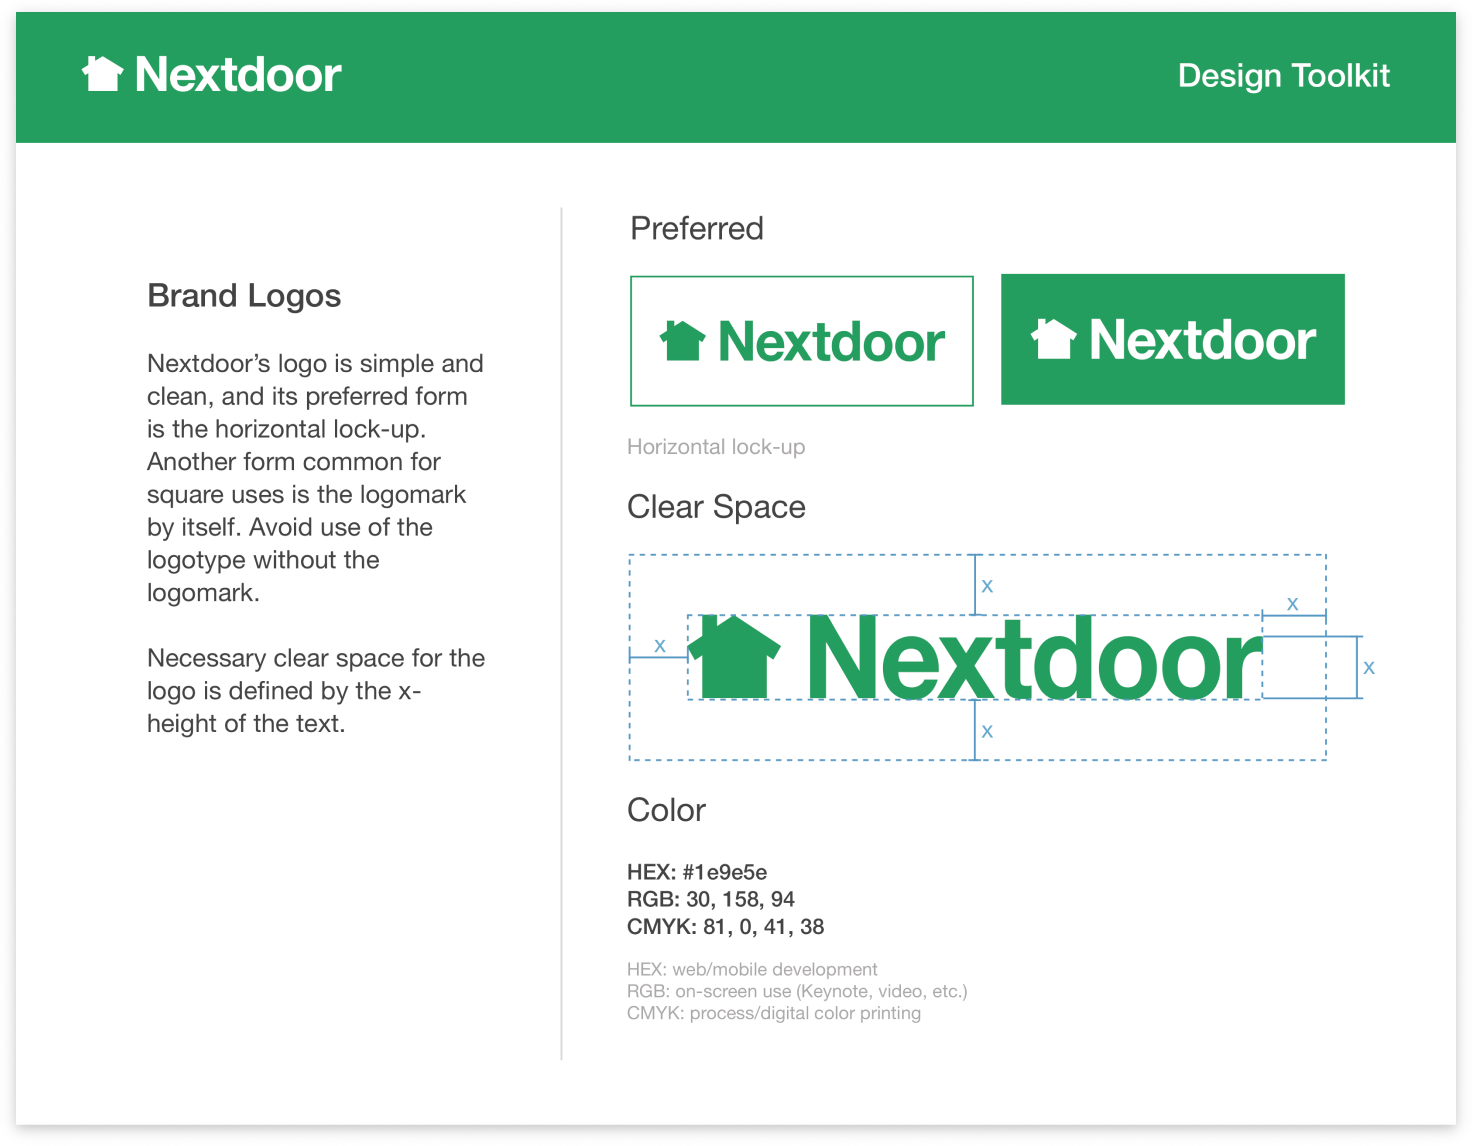 Nextdoor
Design Toolkit
Brand Logos
Nextdoor’s logo is simple and
clean, and its preferred form
is the horizontal lock-up.
Another form common for
square uses is the logomark
by itself. Avoid use of the
logotype without the
logomark.
Necessary clear space for the
logo is defined by the x-
height of the text.
Preferred
Nextdoor
Nextdoor
Horizontal lock-up
Clear Space
x
x
x
Nextdoor
x
x
Color
HEX: #1e9e5e
RGB: 30, 158, 94
CMYK: 81, 0, 41, 38
HEX: web/mobile development
RGB: on-screen use (Keynote, video, etc.)
CMYK: process/digital color printing